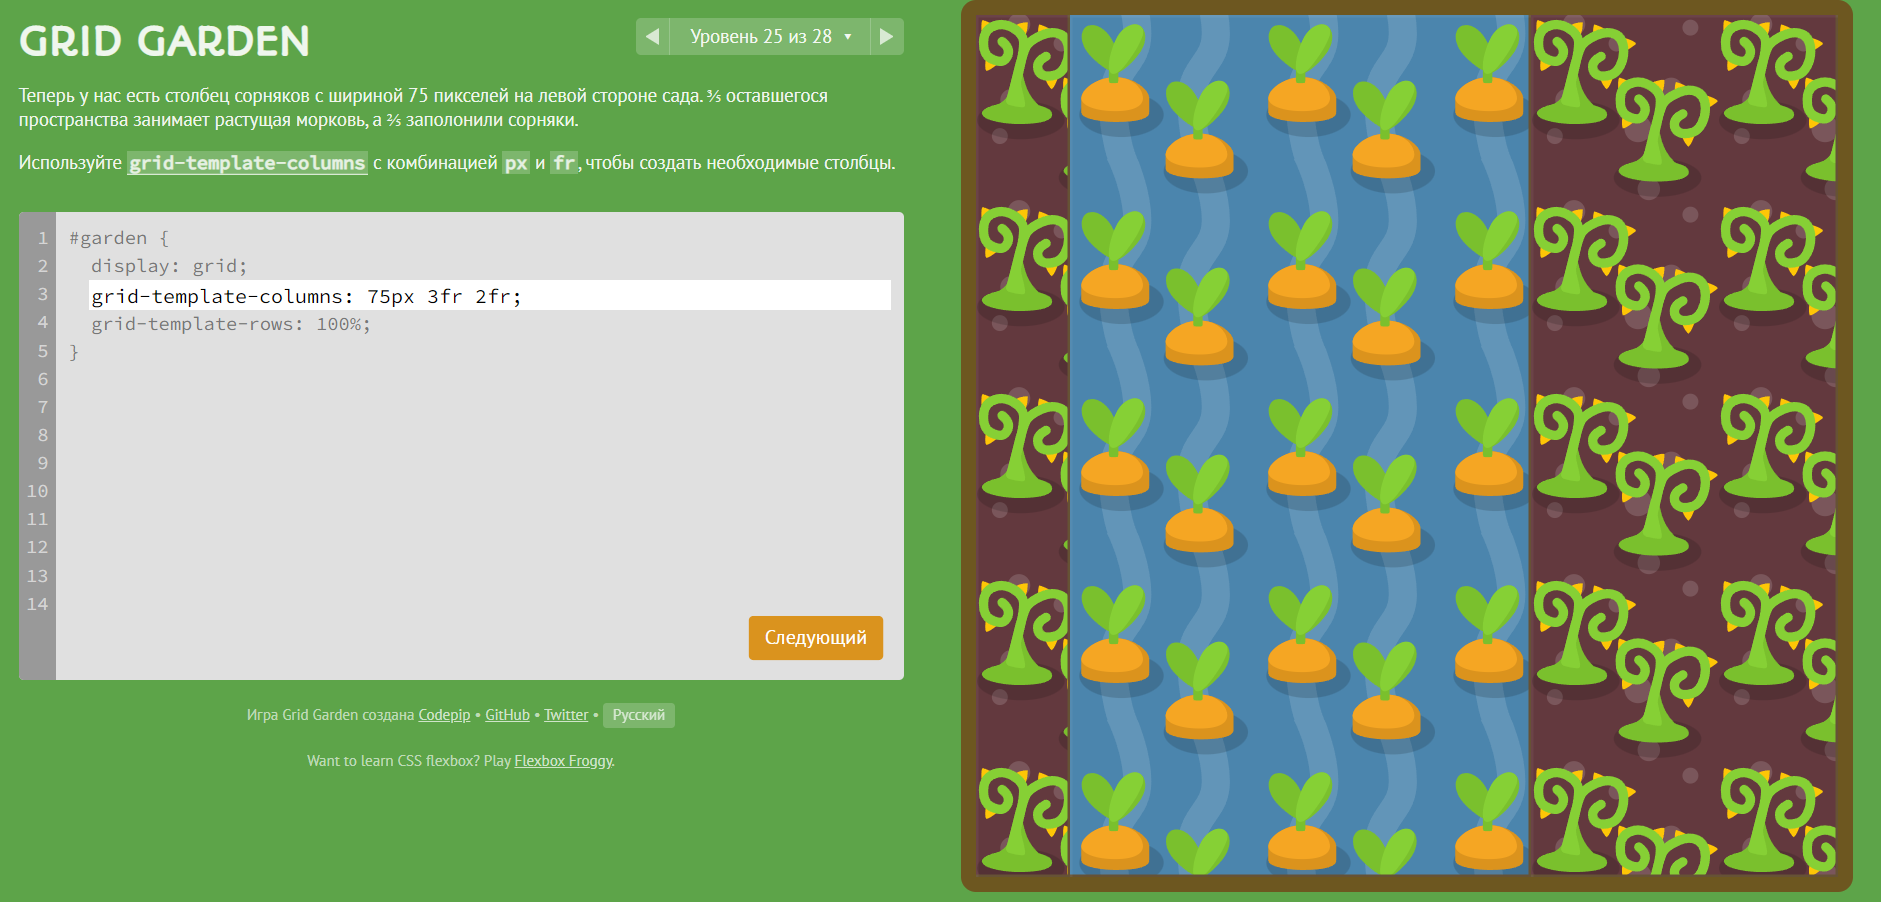 GRID GARDEN
◀ Уровень 25 из 28 ▼ ▶
Теперь у нас есть столбец сорняков с шириной 75 пикселей на левой стороне сада. ⅗ оставшегося
пространства занимает растущая морковь, а ⅖ заполонили сорняки.
Используйте grid-template-columns с комбинацией px и fr, чтобы создать необходимые столбцы.
1 #garden {
2 display: grid;
3 grid-template-columns: 75px 3fr 2fr;
4 grid-template-rows: 100%;
5 }
6
7
8
9
10
11
12
13
14
Следующий
Игра Grid Garden создана Codepip • GitHub • Twitter • Русский
Want to learn CSS flexbox? Play Flexbox Froggy.